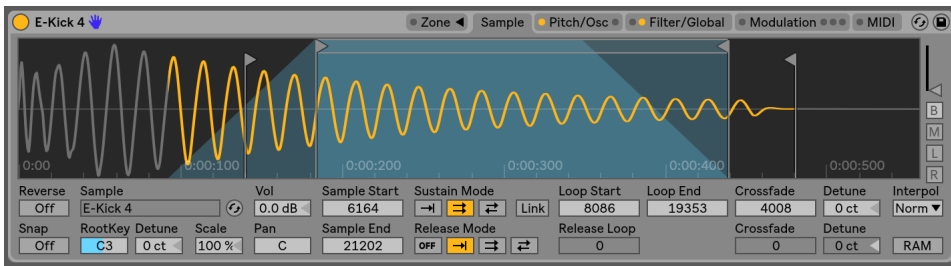 E-Kick 4 Zone Sample Pitch/Osc Filter/Global Modulation MIDI
B
M
L
R
0:00 0:00:100 0:00:200 0:00:300 0:00:400 0:00:500
Reverse Sample Vol Sample Start Sustain Mode Loop Start Loop End Crossfade Detune Interpol
Off E-Kick 4 0.0 dB 6164 Link 8086 19353 4008 0 ct Norm
Snap RootKey Detune Scale Pan Sample End Release Mode Release Loop Crossfade Detune
Off C3 0 ct 100 % C 21202 OFF 0 0 0 ct RAM